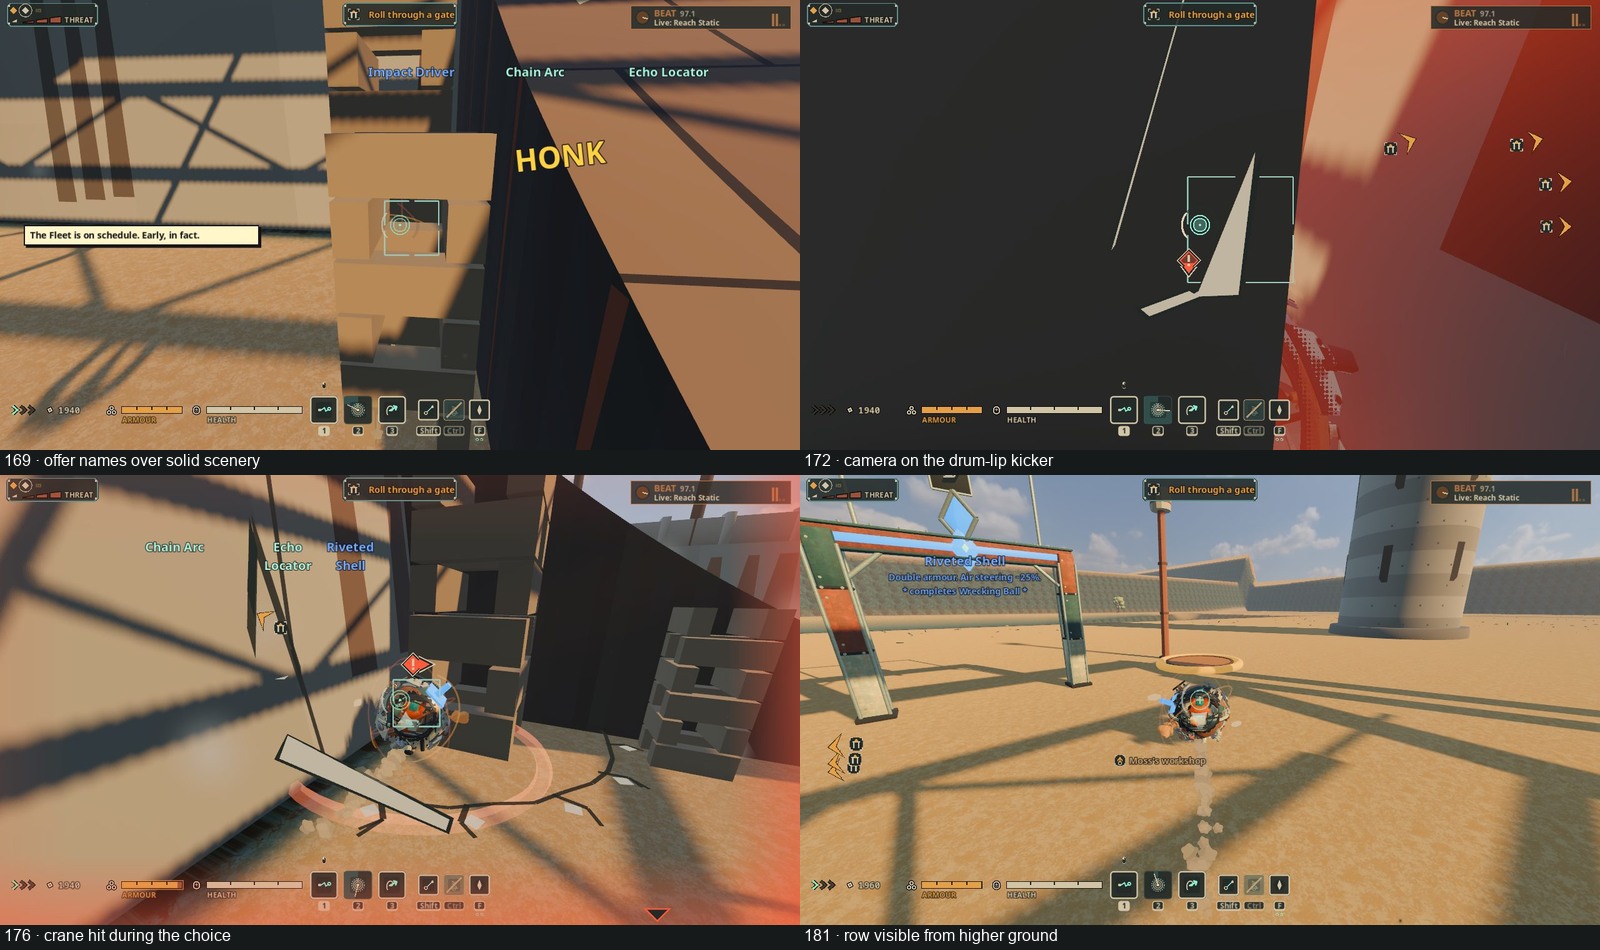 THREAT
Roll through a gate
BEAT 97.1
Live: Reach Static
Impact Driver
Chain Arc
Echo Locator
HONK
The Fleet is on schedule. Early, in fact.
1940
ARMOUR
HEALTH
1
2
3
Shift
Ctrl
F
169 · offer names over solid scenery
THREAT
Roll through a gate
BEAT 97.1
Live: Reach Static
1940
ARMOUR
HEALTH
1
2
3
Shift
Ctrl
F
172 · camera on the drum-lip kicker
THREAT
Roll through a gate
BEAT 97.1
Live: Reach Static
Chain Arc
Echo
Locator
Riveted
Shell
1940
ARMOUR
HEALTH
1
2
3
Shift
Ctrl
F
176 · crane hit during the choice
THREAT
Roll through a gate
BEAT 97.1
Live: Reach Static
Riveted Shell
Double armour. Air steering -25%
* completes Wrecking Ball *
Moss's workshop
1960
ARMOUR
HEALTH
1
2
3
Shift
Ctrl
F
181 · row visible from higher ground